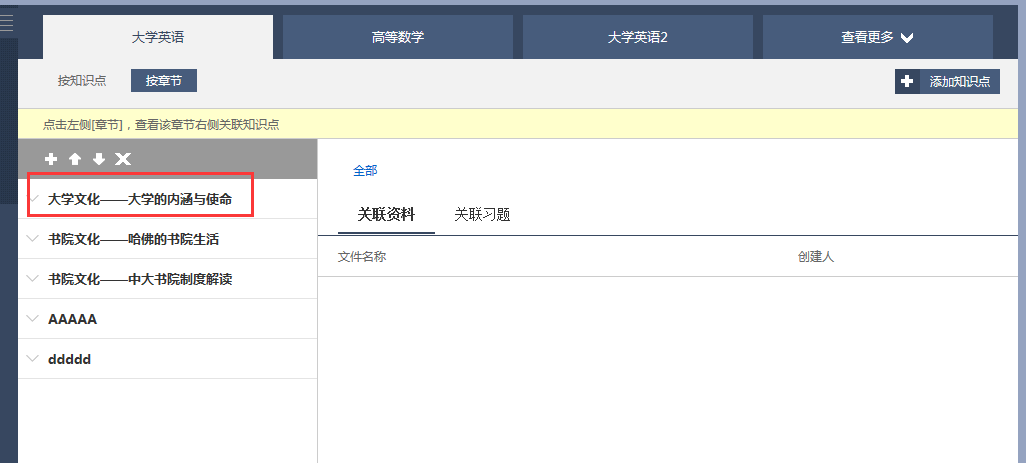 大学英语
高等数学
大学英语2
查看更多
按知识点
按章节
添加知识点
点击左侧[章节]，查看该章节右侧关联知识点
大学文化——大学的内涵与使命
书院文化——哈佛的书院生活
书院文化——中大书院制度解读
AAAAA
ddddd
全部
关联资料
关联习题
文件名称
创建人